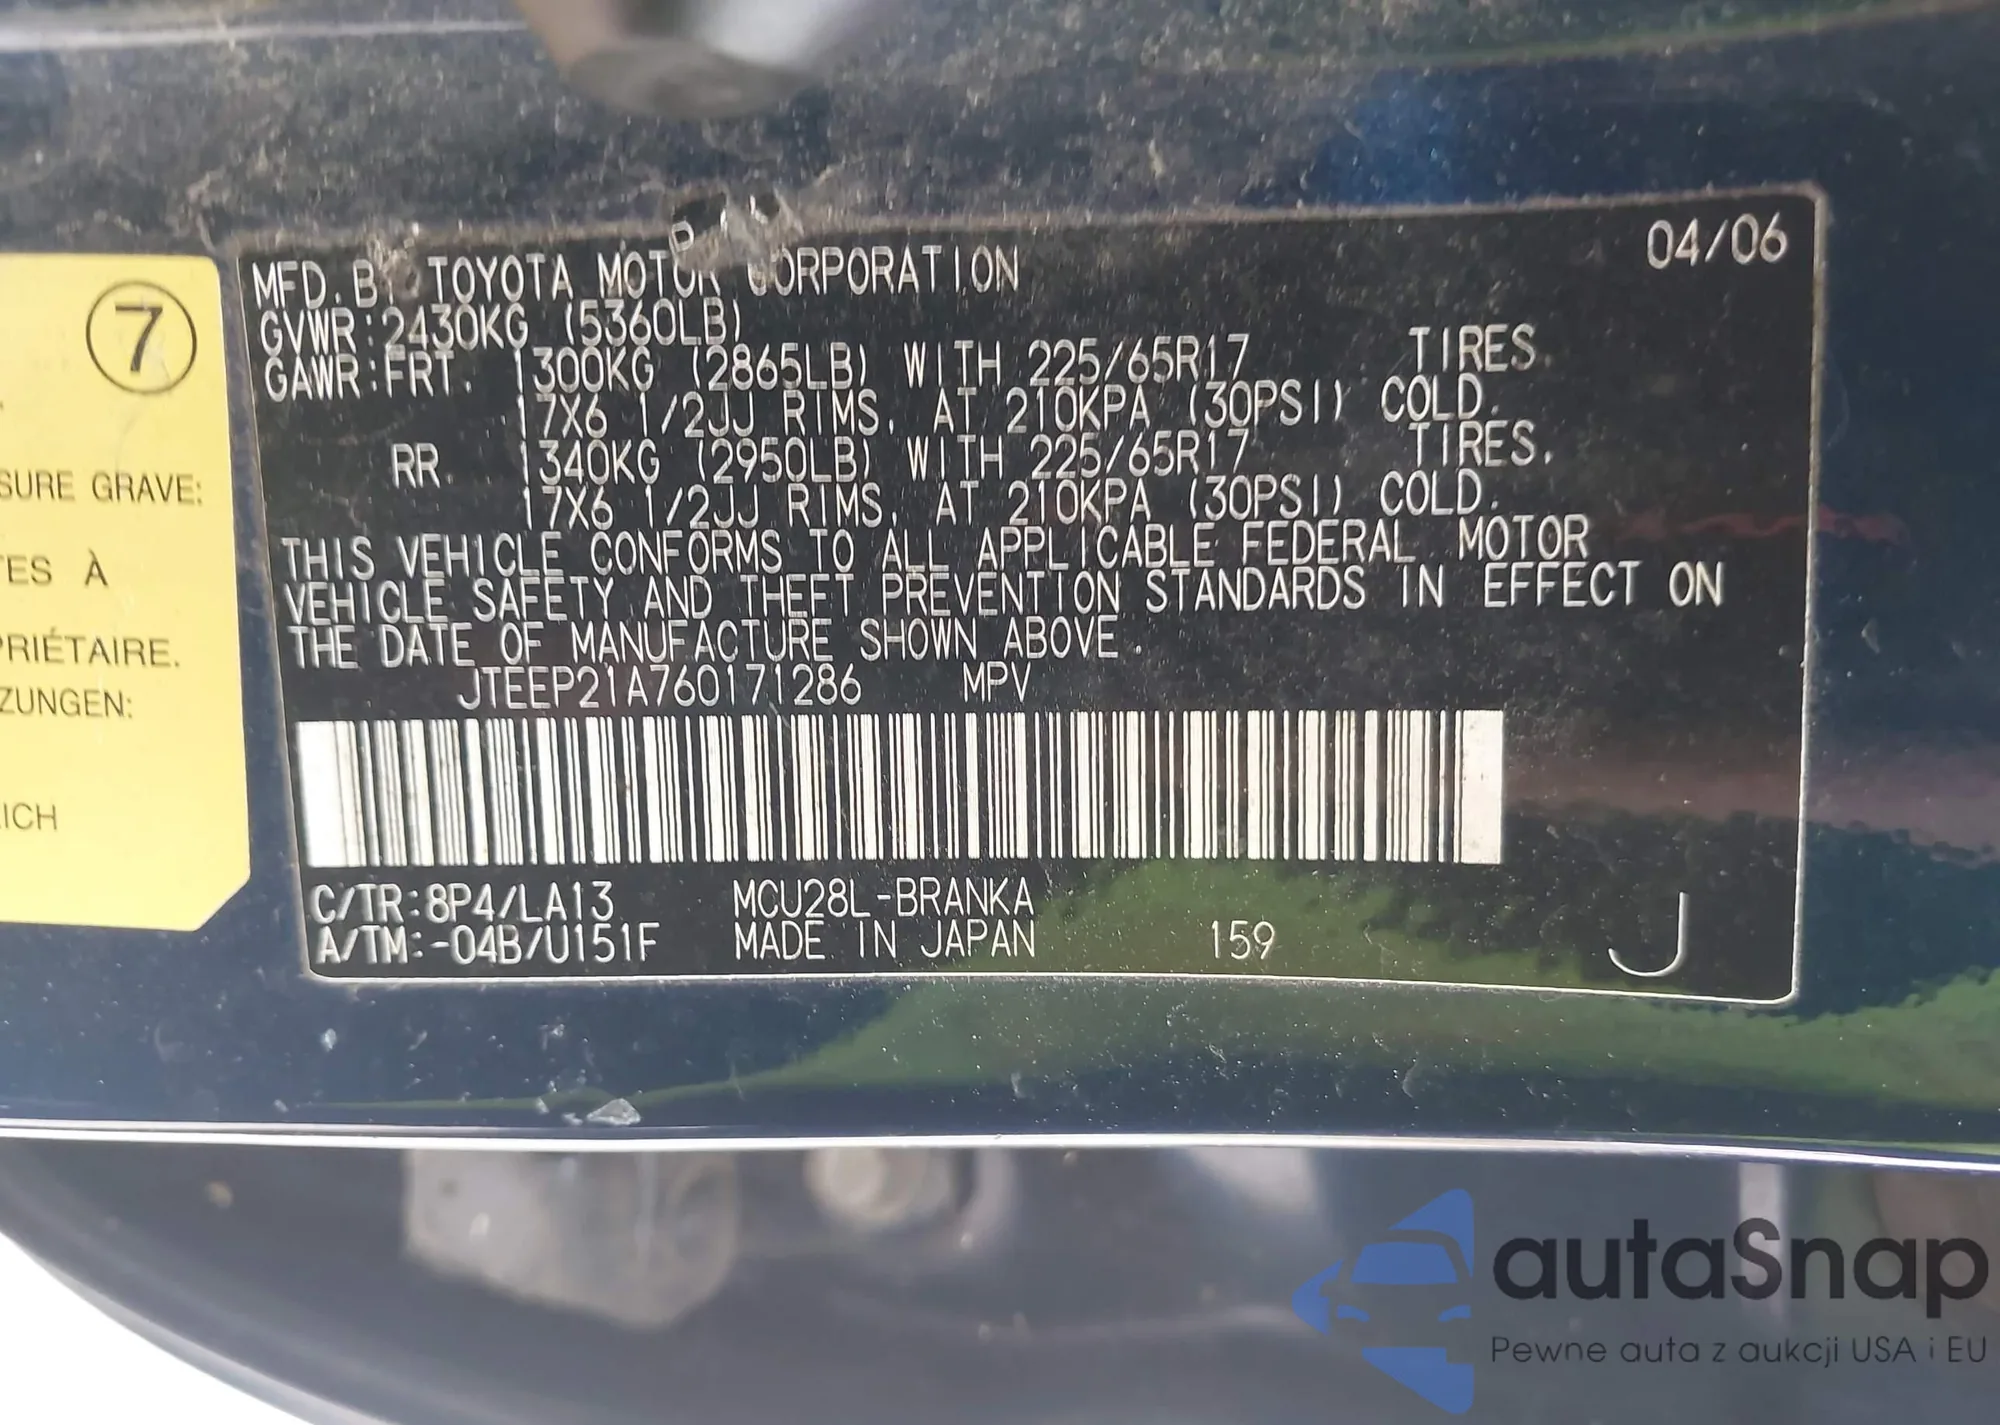 04/06
MFD. BY TOYOTA MOTOR CORPORATION
GVWR:2430KG (5360LB)
GAWR:FRT. 1300KG (2865LB) WITH 225/65R17 TIRES,
17X6 1/2JJ RIMS, AT 210KPA (30PSI) COLD.
RR. 1340KG (2950LB) WITH 225/65R17 TIRES,
17X6 1/2JJ RIMS, AT 210KPA (30PSI) COLD.
THIS VEHICLE CONFORMS TO ALL APPLICABLE FEDERAL MOTOR
VEHICLE SAFETY AND THEFT PREVENTION STANDARDS IN EFFECT ON
THE DATE OF MANUFACTURE SHOWN ABOVE.
JTEEP21A760171286 MPV
C/TR:8P4/LA13 MCU28L-BRANKA
A/TM:-04B/U151F MADE IN JAPAN 159 J
7
SURE GRAVE:
TES À
PRIÉTAIRE.
ZUNGEN:
ICH
autaSnap
Pewne auta z aukcji USA i EU